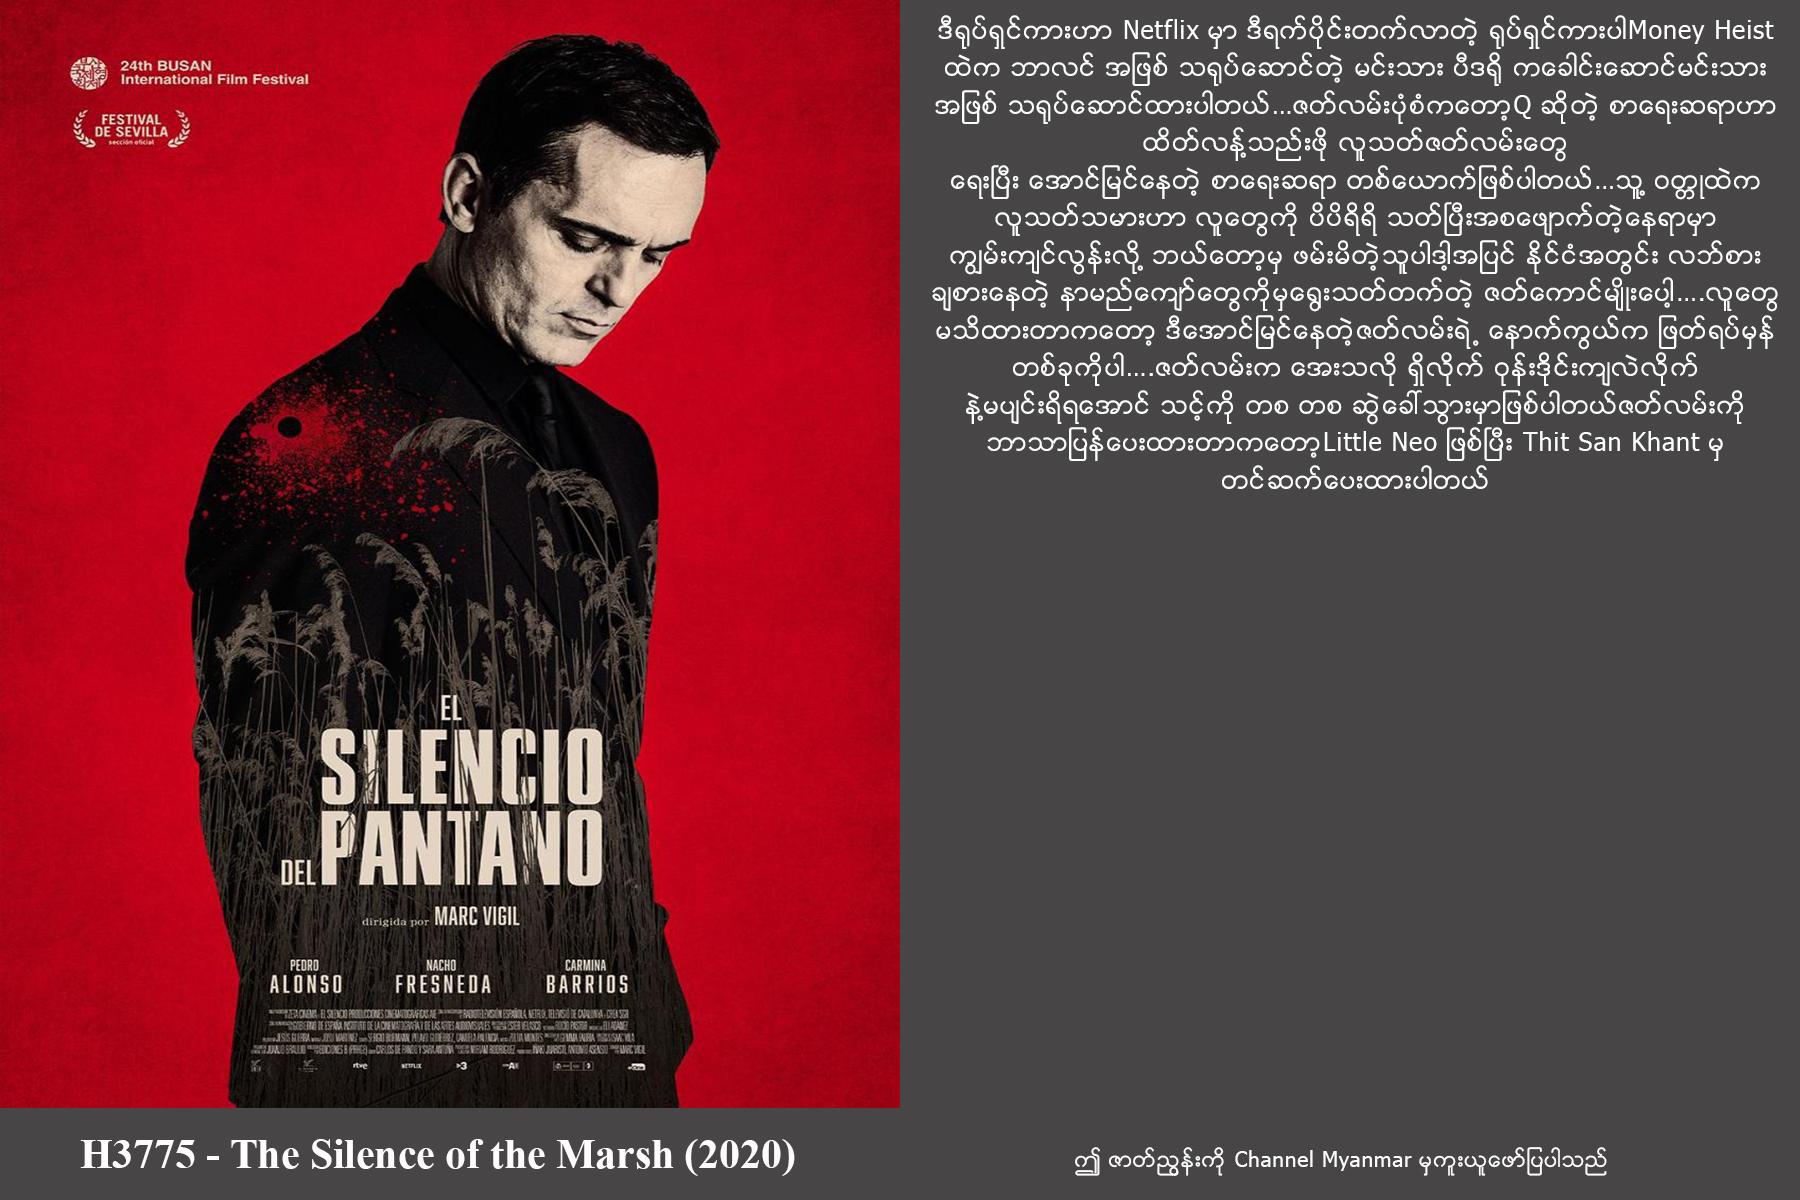 24th BUSAN
International Film Festival
FESTIVAL
DE SEVILLA
sección oficial
EL
SILENCIO
DEL PANTANO
dirigida por MARC VIGIL
PEDRO
ALONSO
NACHO
FRESNEDA
CARMINA
BARRIOS
rtve
NETFLIX
H3775 - The Silence of the Marsh (2020)
ဒီရုပ်ရှင်ကားဟာ Netflix မှာ ဒီရက်ပိုင်းတက်လာတဲ့ ရုပ်ရှင်ကားပါMoney Heist
ထဲက ဘာလင် အဖြစ် သရုပ်ဆောင်တဲ့ မင်းသား ပီဒရို ကခေါင်းဆောင်မင်းသား
အဖြစ် သရုပ်ဆောင်ထားပါတယ်...ဇတ်လမ်းပုံစံကတော့Q ဆိုတဲ့ စာရေးဆရာဟာ
ထိတ်လန့်သည်းဖို လူသတ်ဇတ်လမ်းတွေ
ရေးပြီး အောင်မြင်နေတဲ့ စာရေးဆရာ တစ်ယောက်ဖြစ်ပါတယ်...သူ့ ဝတ္တုထဲက
လူသတ်သမားဟာ လူတွေကို ပိပိရိရိ သတ်ပြီးအစဖျောက်တဲ့နေရာမှာ
ကျွမ်းကျင်လွန်းလို့ ဘယ်တော့မှ ဖမ်းမိတဲ့သူပါဒါ့အပြင် နိုင်ငံအတွင်း လဘ်စား
ချစားနေတဲ့ နာမည်ကျော်တွေကိုမှရွေးသတ်တက်တဲ့ ဇတ်ကောင်မျိုးပေါ့....လူတွေ
မသိထားတာကတော့ ဒီအောင်မြင်နေတဲ့ဇတ်လမ်းရဲ့ နောက်ကွယ်က ဖြတ်ရပ်မှန်
တစ်ခုကိုပါ....ဇတ်လမ်းက အေးသလို ရှိလိုက် ဝုန်းဒိုင်းကျလဲလိုက်
နဲ့မပျင်းရိရအောင် သင့်ကို တစ တစ ဆွဲခေါ်သွားမှာဖြစ်ပါတယ်ဇတ်လမ်းကို
ဘာသာပြန်ပေးထားတာကတော့Little Neo ဖြစ်ပြီး Thit San Khant မှ
တင်ဆက်ပေးထားပါတယ်
ဤ ဇာတ်ညွှန်းကို Channel Myanmar မှကူးယူဖော်ပြပါသည်